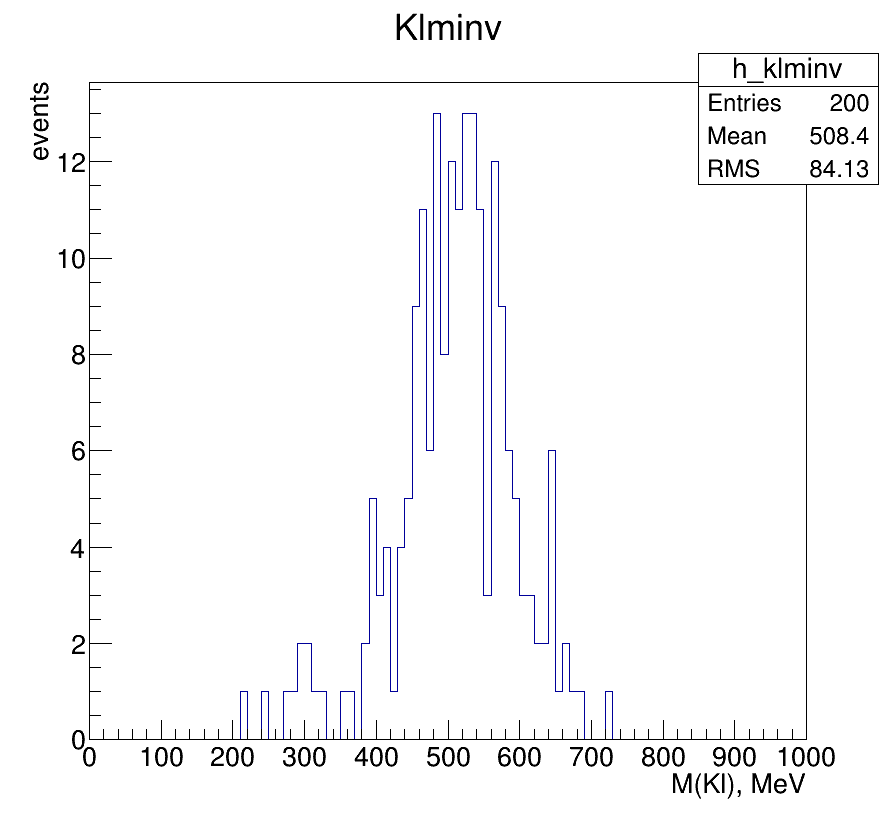 Klminv
h_klminv
Entries 200
Mean 508.4
RMS 84.13
events
12
10
8
6
4
2
0
0 100 200 300 400 500 600 700 800 900 1000
M(Kl), MeV